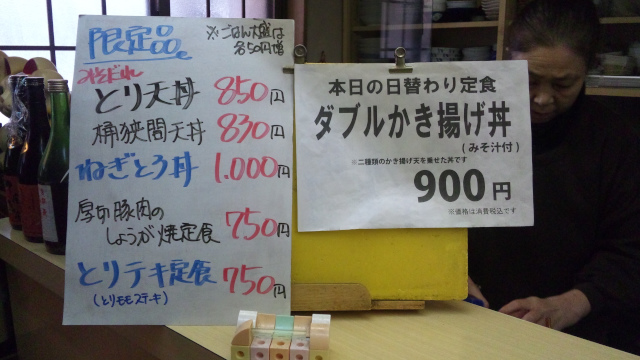 限定品。
※ごはん大盛は
各50円増
みそだれ
とり天丼 850円
桶狭間天丼 830円
ねぎとろ丼 1.000円
厚切豚肉の
しょうが焼定食 750円
とりテキ定食 750円
(とりモモステーキ)
本日の日替わり定食
ダブルかき揚げ丼
(みそ汁付)
※二種類のかき揚げ天を乗せた丼です
900円
※価格は消費税込です